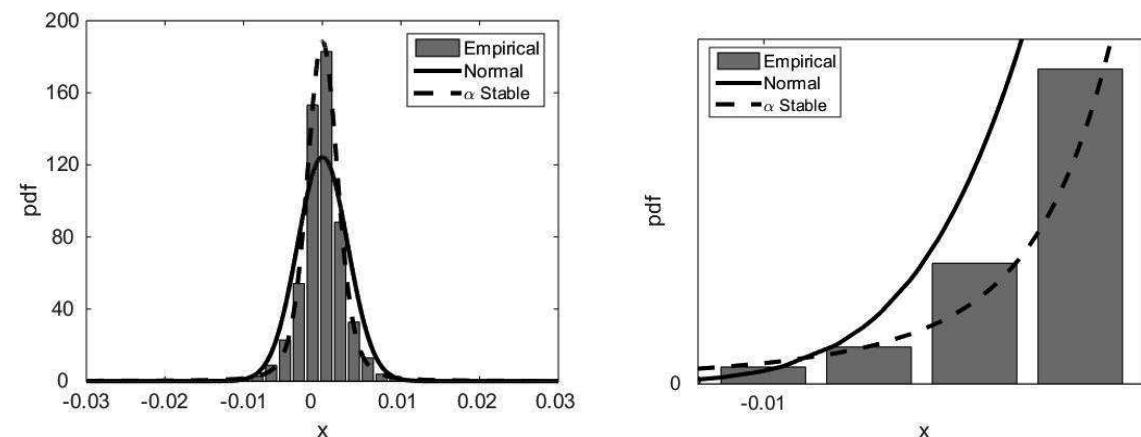 200
160
120
80
40
0
pdf
-0.03
-0.02
-0.01
0
0.01
0.02
0.03
x
Empirical
Normal
α Stable
pdf
0
-0.01
x
Empirical
Normal
α Stable